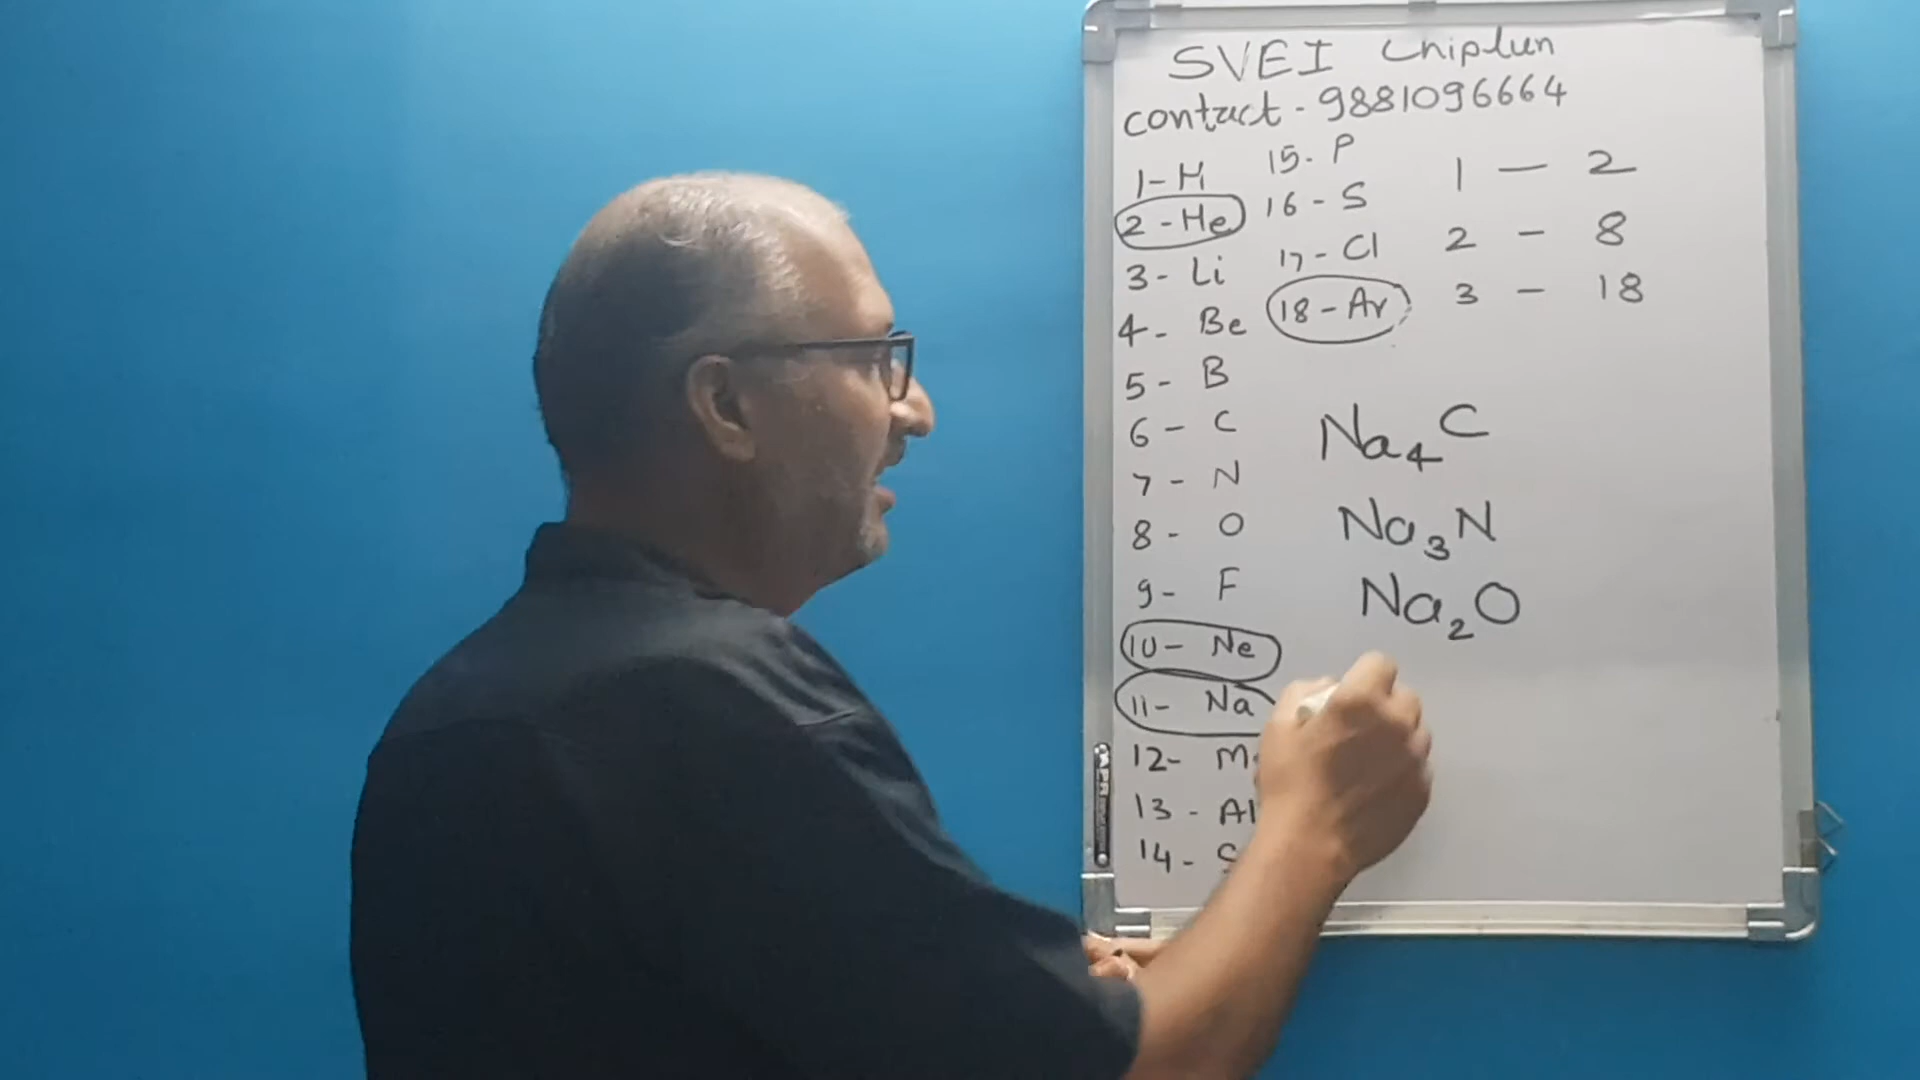 SVEI Chiplun
contact - 9881096664
1 - H
2 - He
3 - Li
4 - Be
5 - B
6 - C
7 - N
8 - O
9 - F
10 - Ne
11 - Na
12 - M
13 - Al
14 -
15. P
16 - S
17 - Cl
18 - Ar
1 — 2
2 - 8
3 - 18
Na₄C
Na₃N
Na₂O